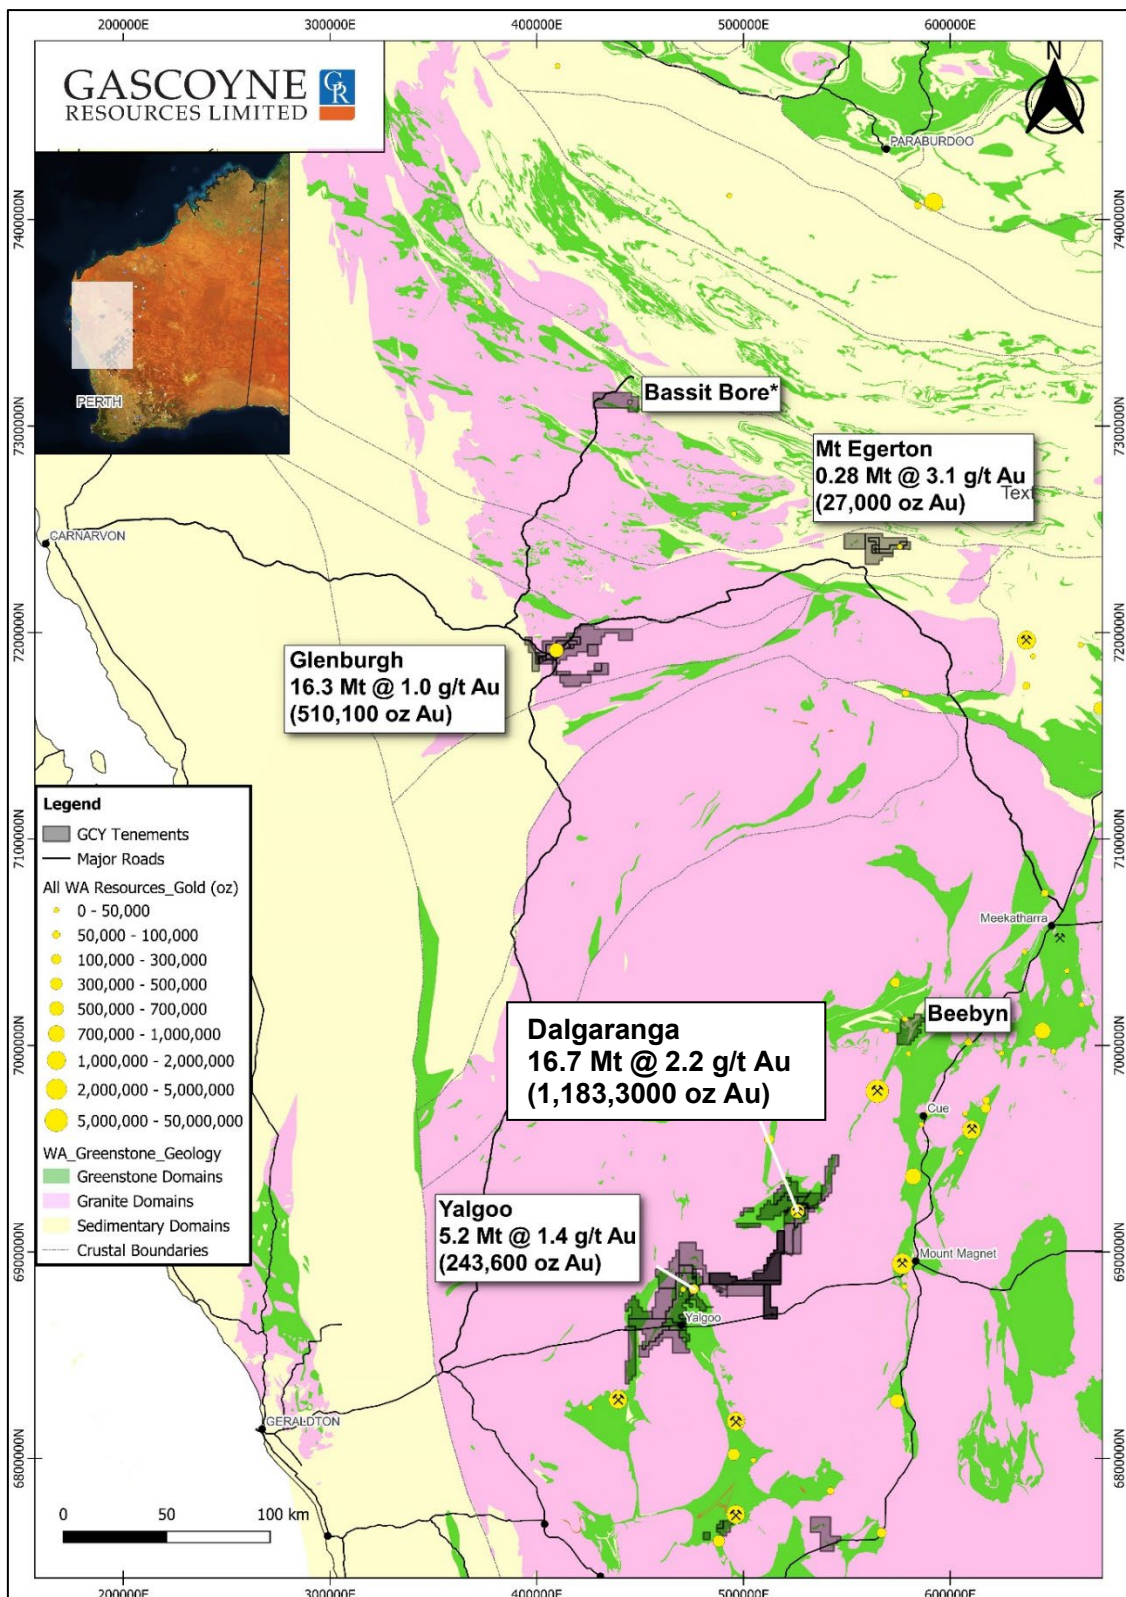 200000E 300000E 400000E 500000E 600000E
N
GASCOYNE
RESOURCES LIMITED
GR
PARABURDOO
7400000N
7400000N
PERTH
Bassit Bore*
7300000N
7300000N
Mt Egerton
0.28 Mt @ 3.1 g/t Au
Text
(27,000 oz Au)
CARNARVON
7200000N
7200000N
Glenburgh
16.3 Mt @ 1.0 g/t Au
(510,100 oz Au)
Legend
GCY Tenements
Major Roads
All WA Resources_Gold (oz)
0 - 50,000
50,000 - 100,000
100,000 - 300,000
300,000 - 500,000
500,000 - 700,000
700,000 - 1,000,000
1,000,000 - 2,000,000
2,000,000 - 5,000,000
5,000,000 - 50,000,000
WA_Greenstone_Geology
Greenstone Domains
Granite Domains
Sedimentary Domains
Crustal Boundaries
7100000N
7100000N
Meekatharra
Beebyn
Dalgaranga
16.7 Mt @ 2.2 g/t Au
(1,183,3000 oz Au)
7000000N
7000000N
Cue
Yalgoo
5.2 Mt @ 1.4 g/t Au
(243,600 oz Au)
6900000N
6900000N
Mount Magnet
Yalgoo
GERALDTON
6800000N
6800000N
0 50 100 km
200000E 300000E 400000E 500000E 600000E